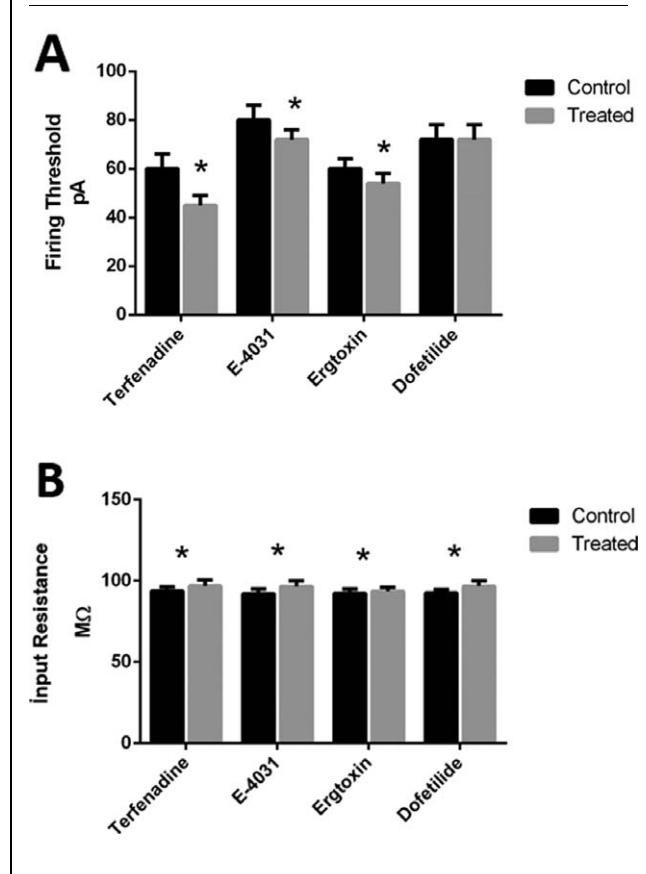 A
100
80
60
40
20
0
Firing Threshold
pA
* * *
Control
Treated
Terfenadine
E-4031
Ergtoxin
Dofetilide
B
150
100
50
0
input Resistance
MΩ
* * * *
Control
Treated
Terfenadine
E-4031
Ergtoxin
Dofetilide